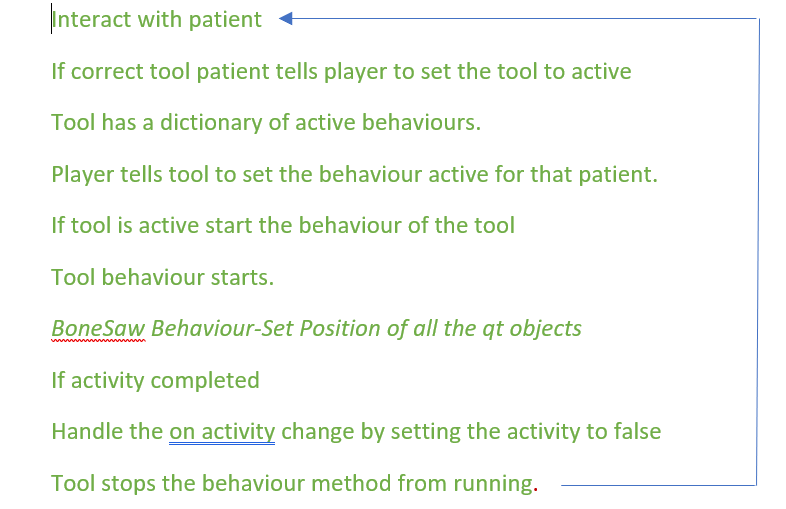 Interact with patient
If correct tool patient tells player to set the tool to active
Tool has a dictionary of active behaviours.
Player tells tool to set the behaviour active for that patient.
If tool is active start the behaviour of the tool
Tool behaviour starts.
BoneSaw Behaviour-Set Position of all the qt objects
If activity completed
Handle the on activity change by setting the activity to false
Tool stops the behaviour method from running.